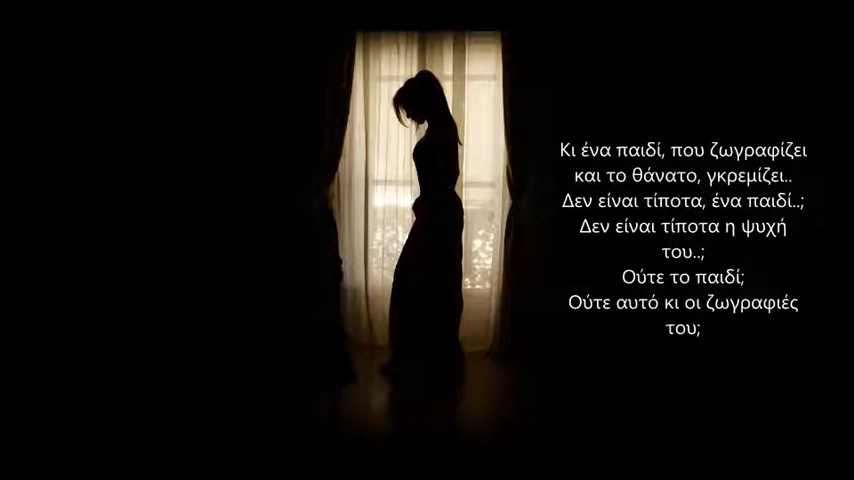 Κι ένα παιδί, που ζωγραφίζει
και το θάνατο, γκρεμίζει..
Δεν είναι τίποτα, ένα παιδί..;
Δεν είναι τίποτα η ψυχή
του..;
Ούτε το παιδί;
Ούτε αυτό κι οι ζωγραφιές
του;